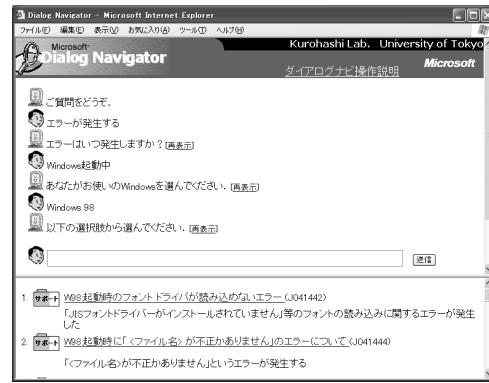 Dialog Navigator - Microsoft Internet Explorer
ファイル(F) 編集(E) 表示(V) お気に入り(A) ツール(T) ヘルプ(H)
Kurohashi Lab. University of Tokyo
Microsoft
Dialog Navigator
Microsoft
ダイアログナビ操作説明
ご質問をどうぞ.
エラーが発生する
エラーはいつ発生しますか？[再表示]
Windows起動中
あなたがお使いのWindowsを選んでください. [再表示]
Windows 98
以下の選択肢から選んでください. [再表示]
送信
1. サポート W98:起動時のフォントドライバが読み込めないエラー (J041442)
「JISフォントドライバーがインストールされていません」等のフォントの読み込みに関するエラーが発生
した
2. サポート W98:起動時に「<ファイル名> が不正かありません」のエラーについて (J041444)
「<ファイル名>が不正かありません」というエラーが発生する